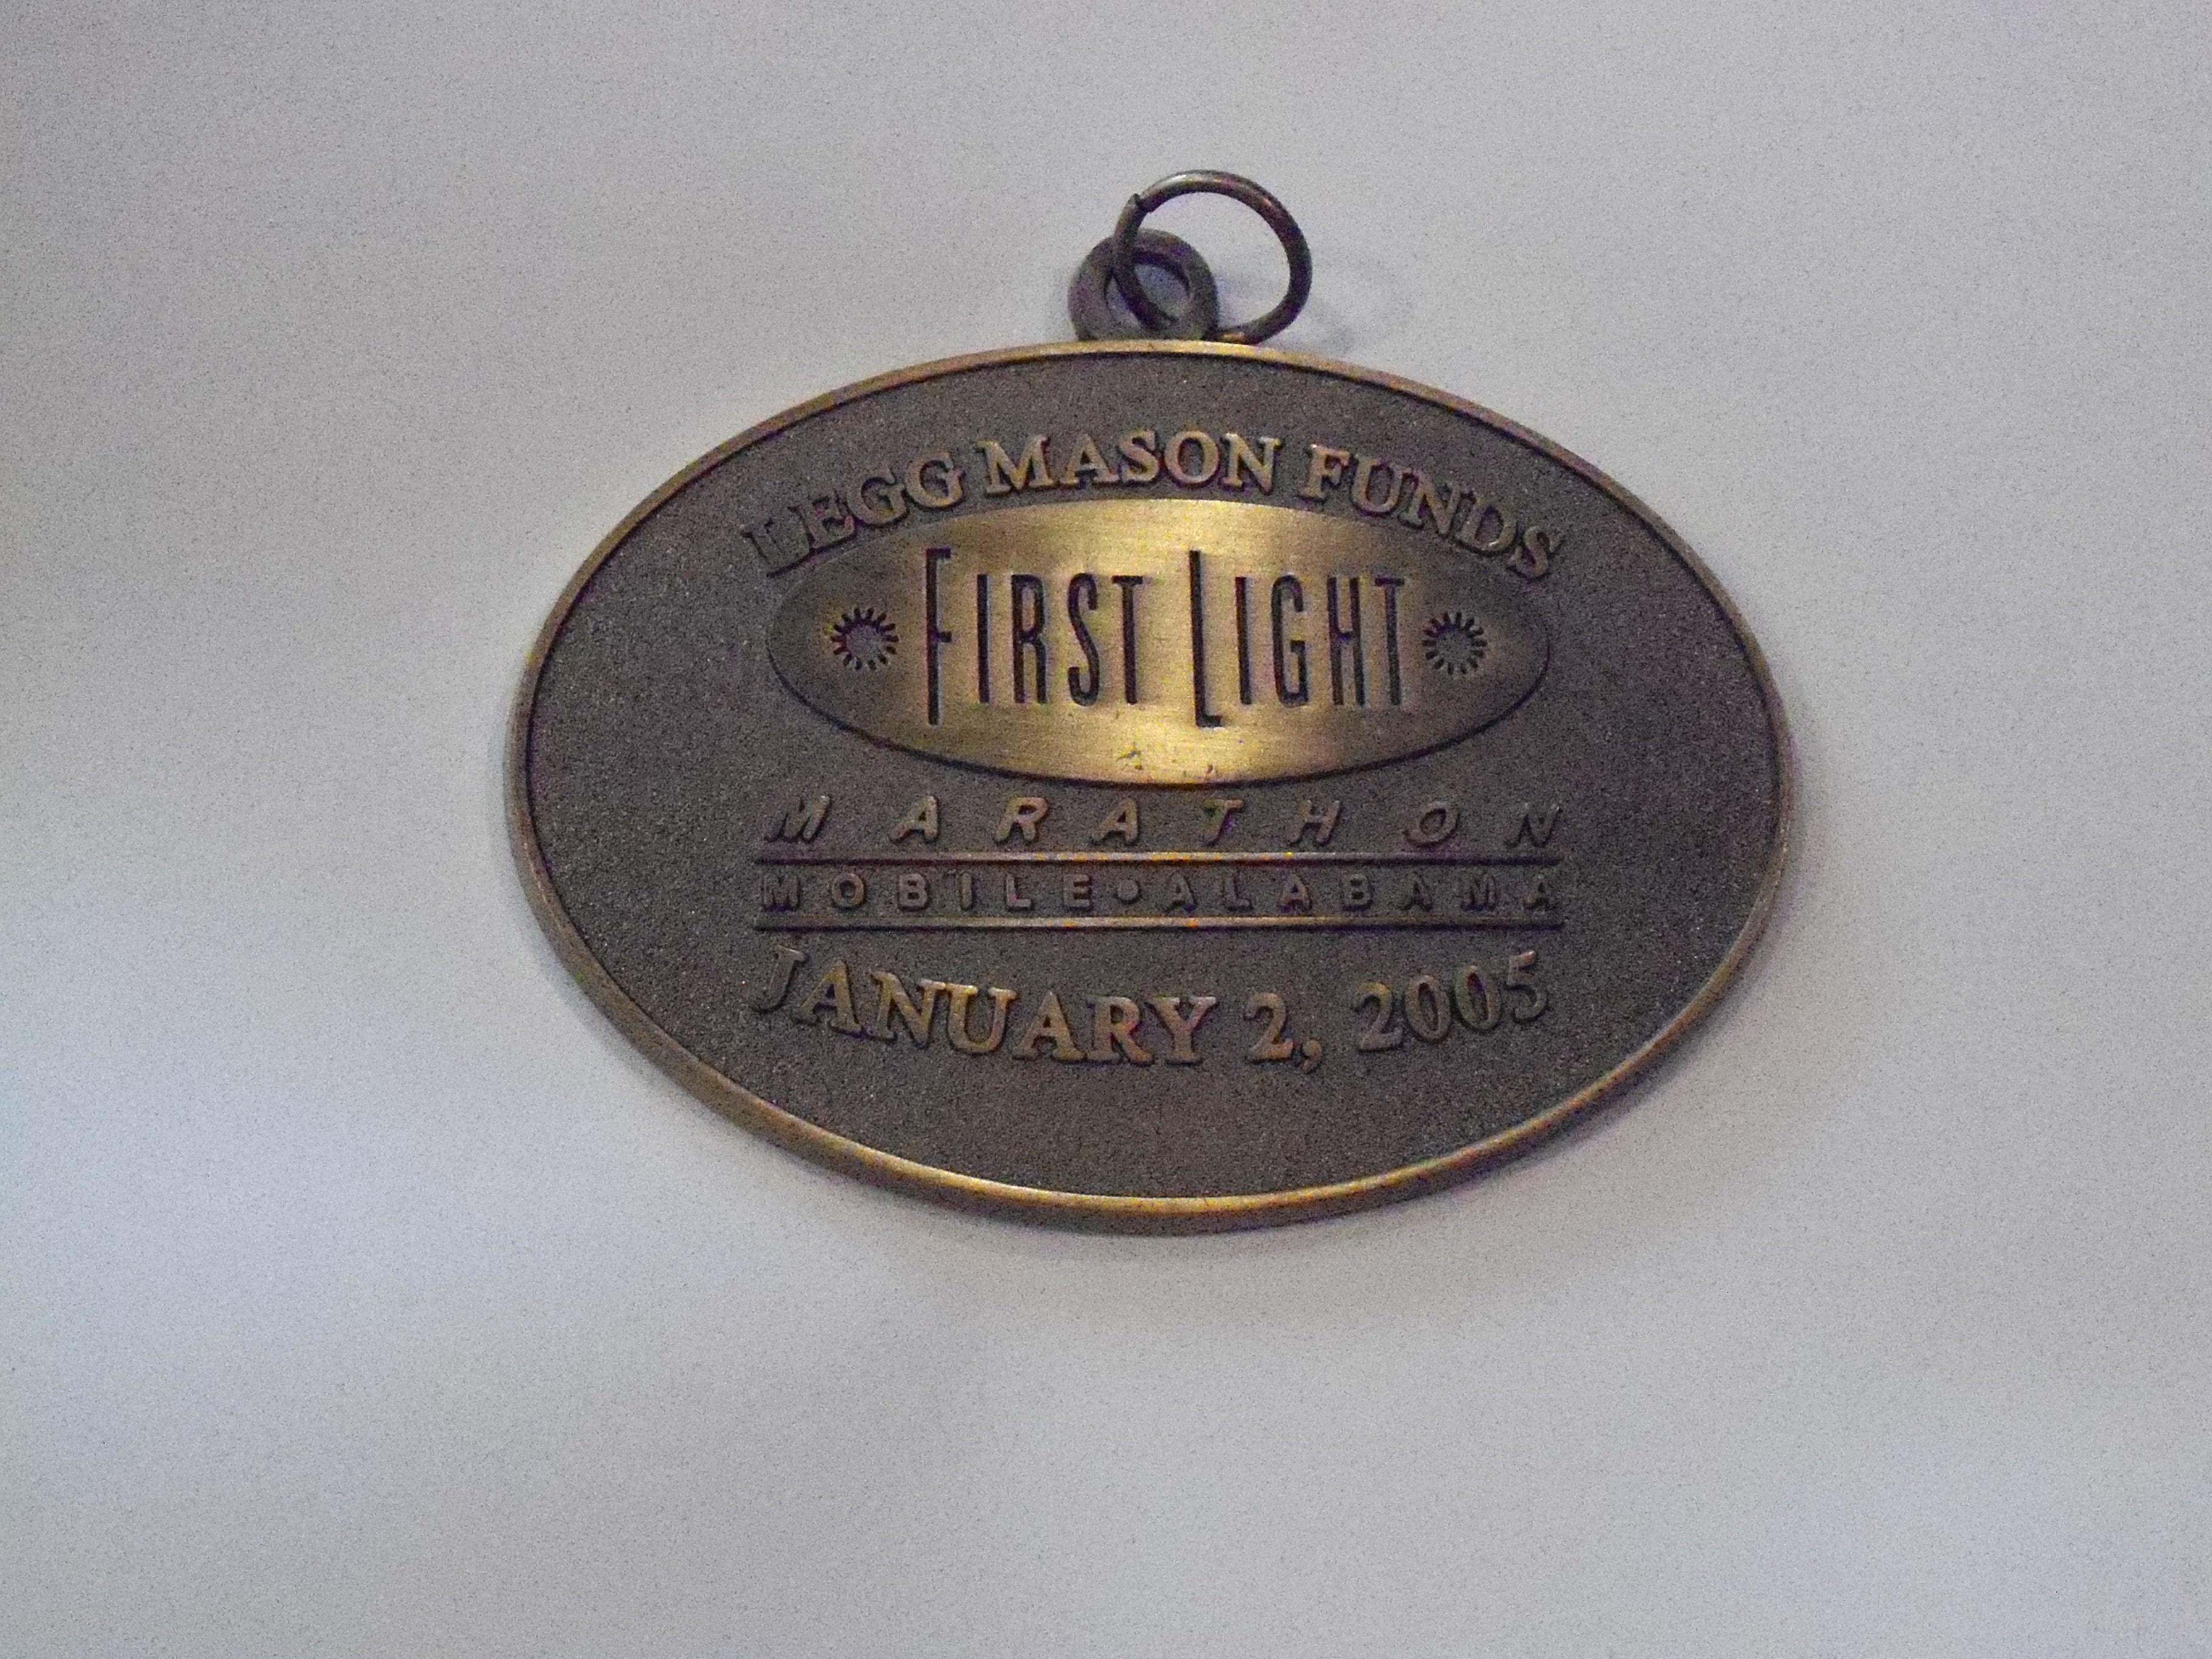 LEGG MASON FUNDS
FIRST LIGHT
MARATHON
MOBILE•ALABAMA
JANUARY 2, 2005